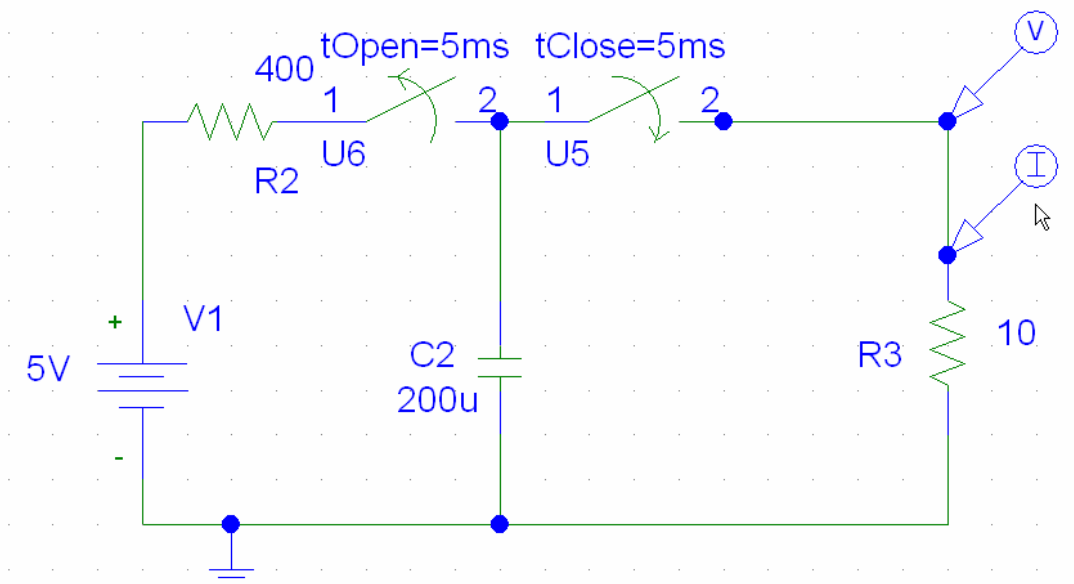 tOpen=5ms tClose=5ms
V
400
1 2 1 2
U6 U5
R2
I
+
V1
5V
C2
200u
R3
10
-